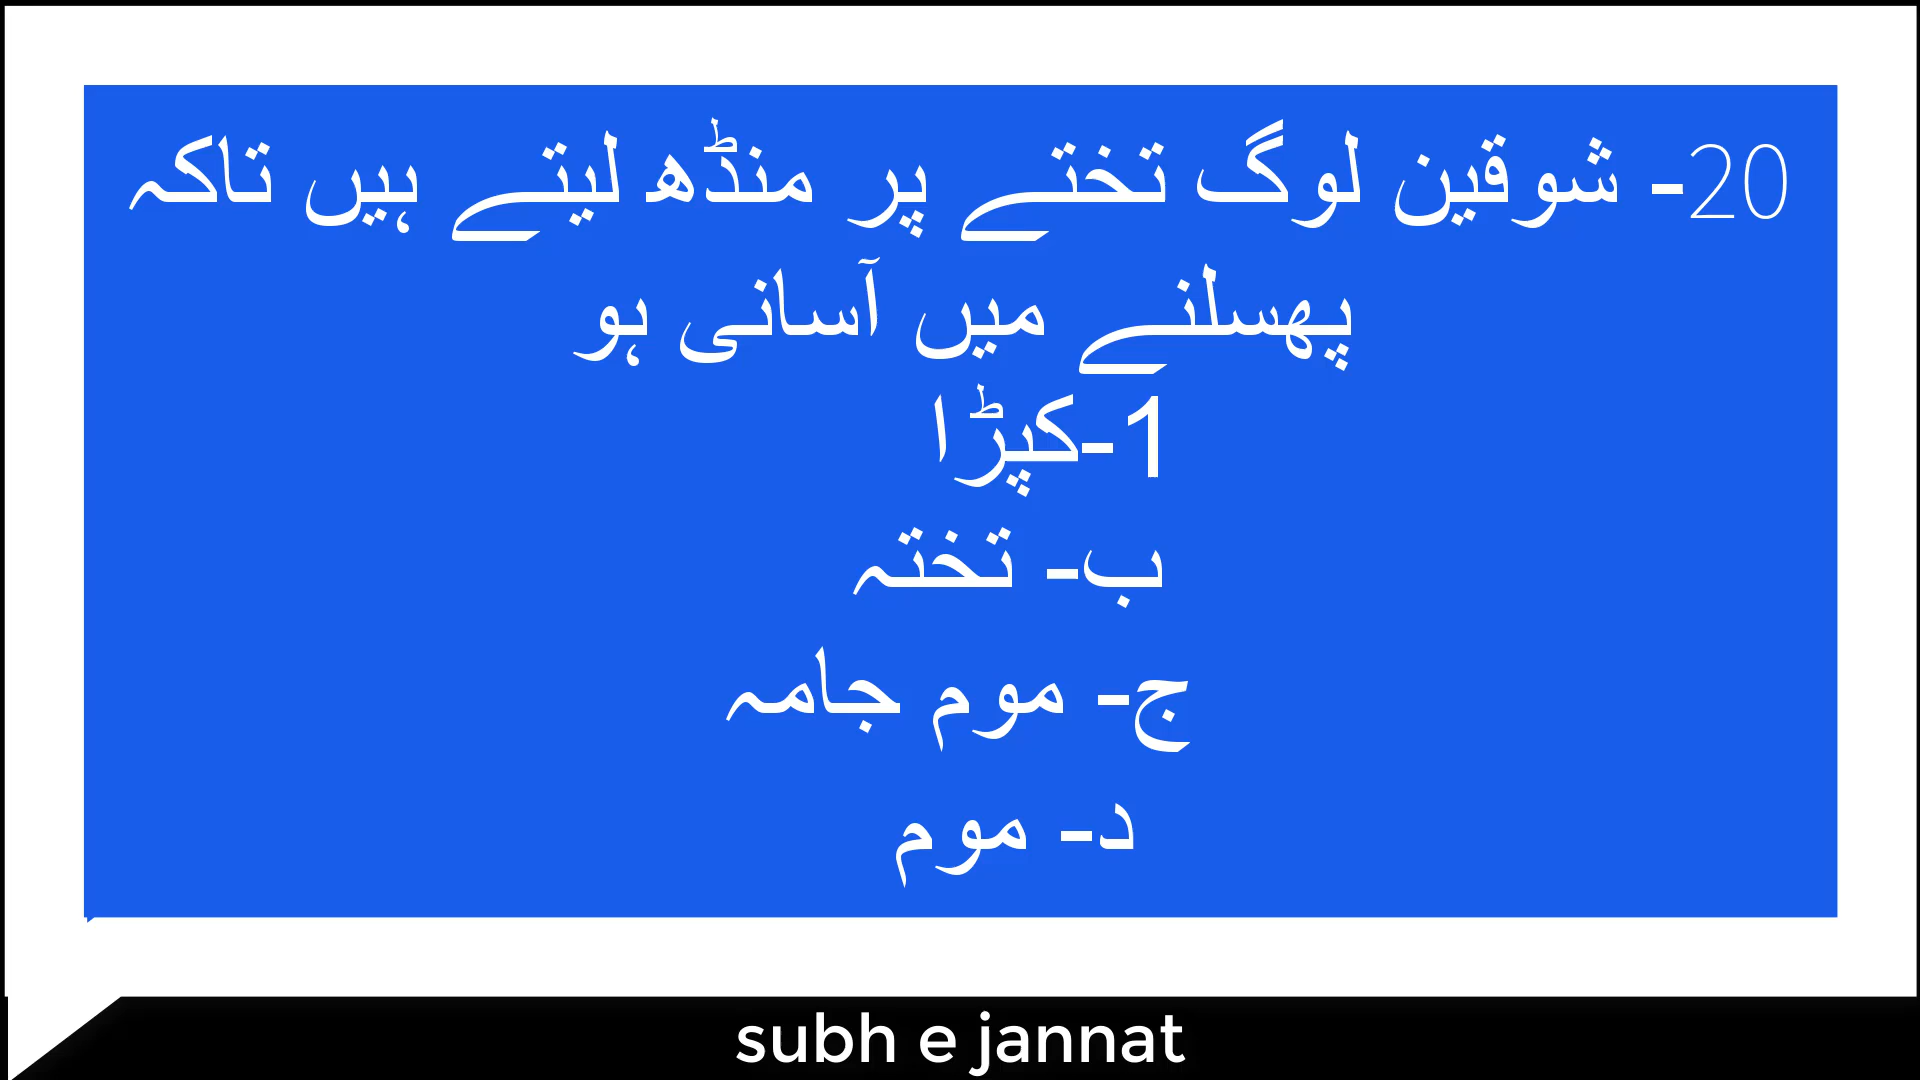 20- شوقین لوگ تختے پر منڈھ لیتے ہیں تاکہ
پھسلنے میں آسانی ہو
1-کپڑا
ب- تختہ
ج- موم جامہ
د- موم
subh e jannat